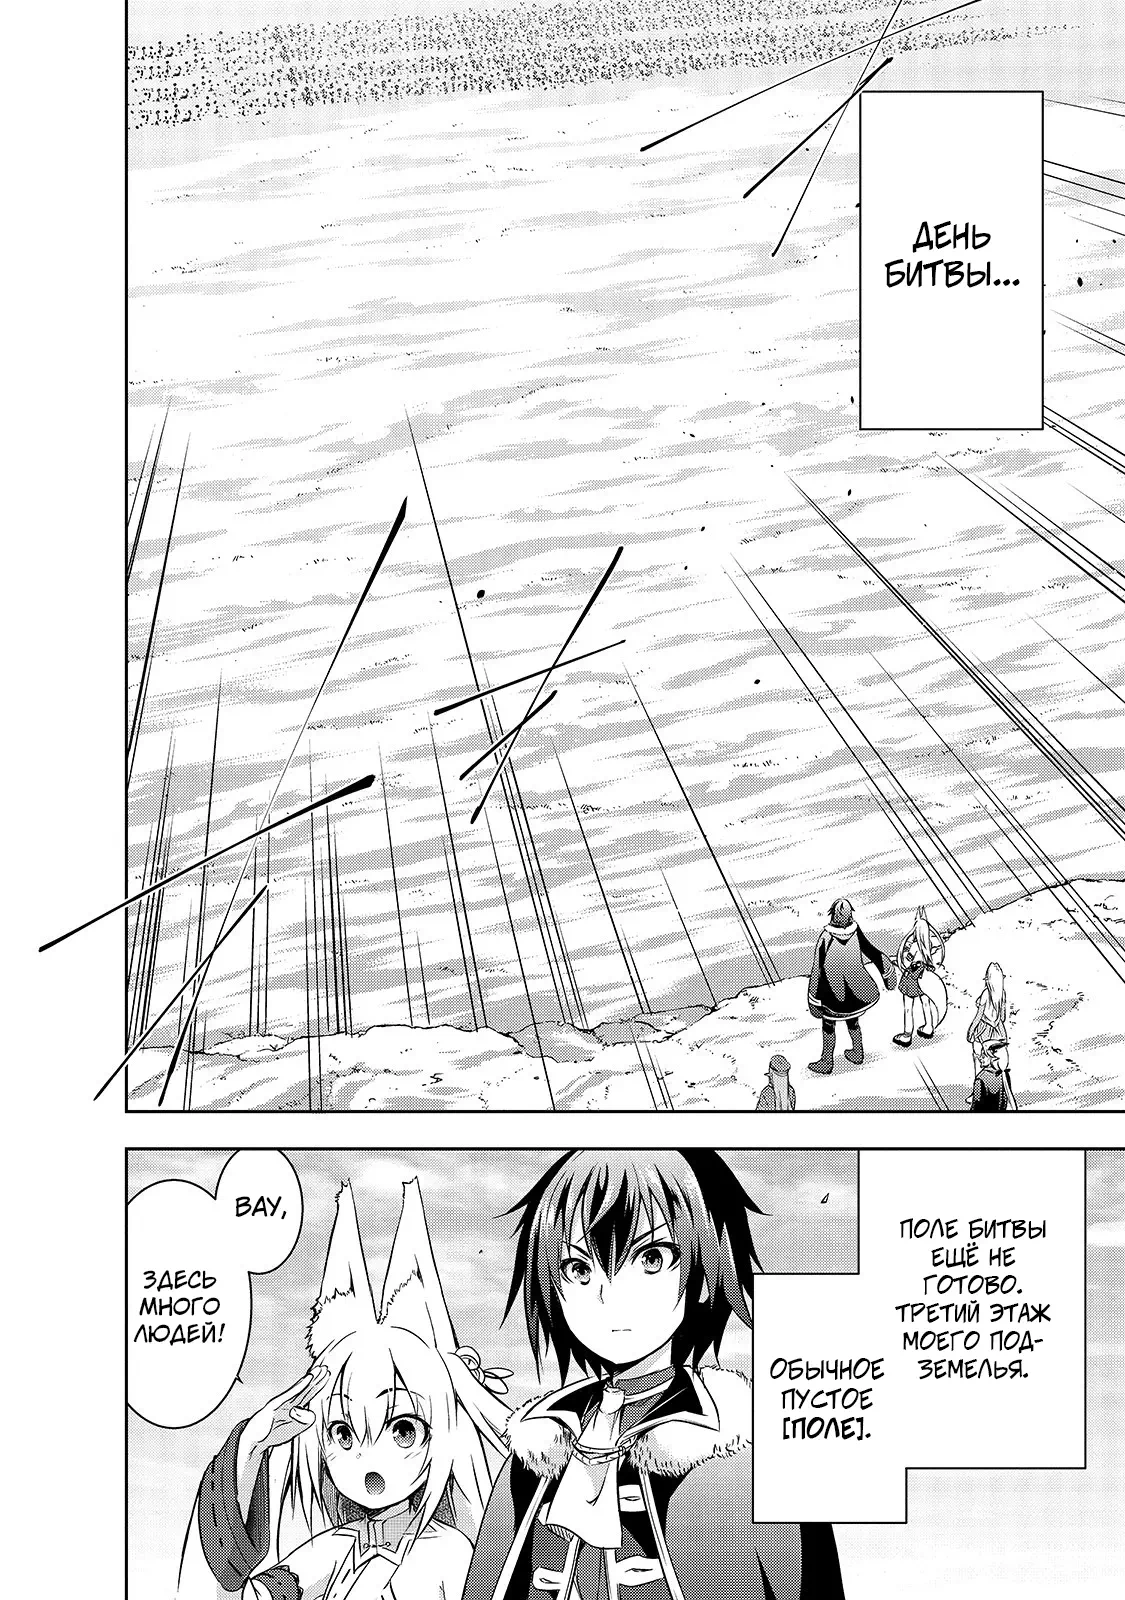 ДЕНЬ
БИТВЫ...
ПОЛЕ БИТВЫ
ЕЩЁ НЕ
ГОТОВО.
ТРЕТИЙ ЭТАЖ
МОЕГО ПОД-
ЗЕМЕЛЬЯ.
ОБЫЧНОЕ
ПУСТОЕ
[ПОЛЕ].
ВАУ,
ЗДЕСЬ
МНОГО
ЛЮДЕЙ!